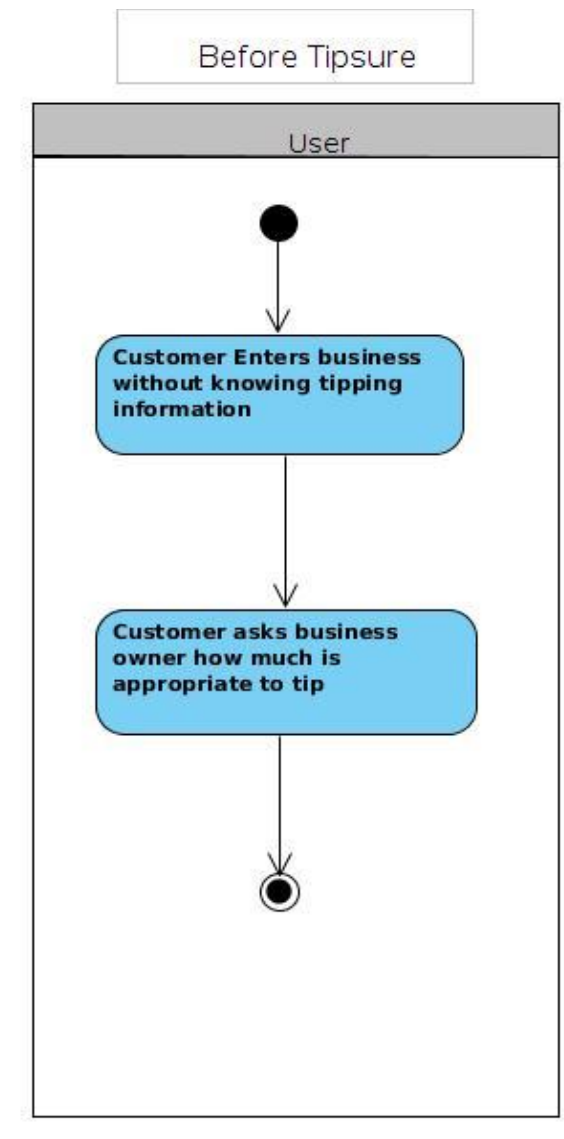 Before Tipsure
User
Customer Enters business
without knowing tipping
information
Customer asks business
owner how much is
appropriate to tip